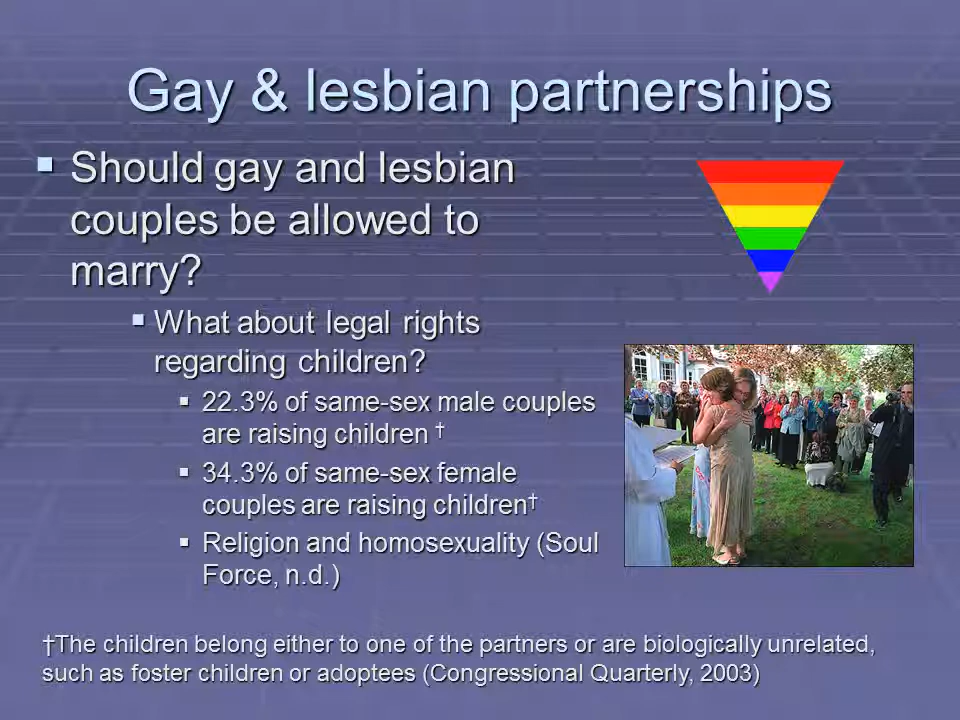 Gay & lesbian partnerships
▪ Should gay and lesbian
couples be allowed to
marry?
▪ What about legal rights
regarding children?
▪ 22.3% of same-sex male couples
are raising children †
▪ 34.3% of same-sex female
couples are raising children†
▪ Religion and homosexuality (Soul
Force, n.d.)
†The children belong either to one of the partners or are biologically unrelated,
such as foster children or adoptees (Congressional Quarterly, 2003)